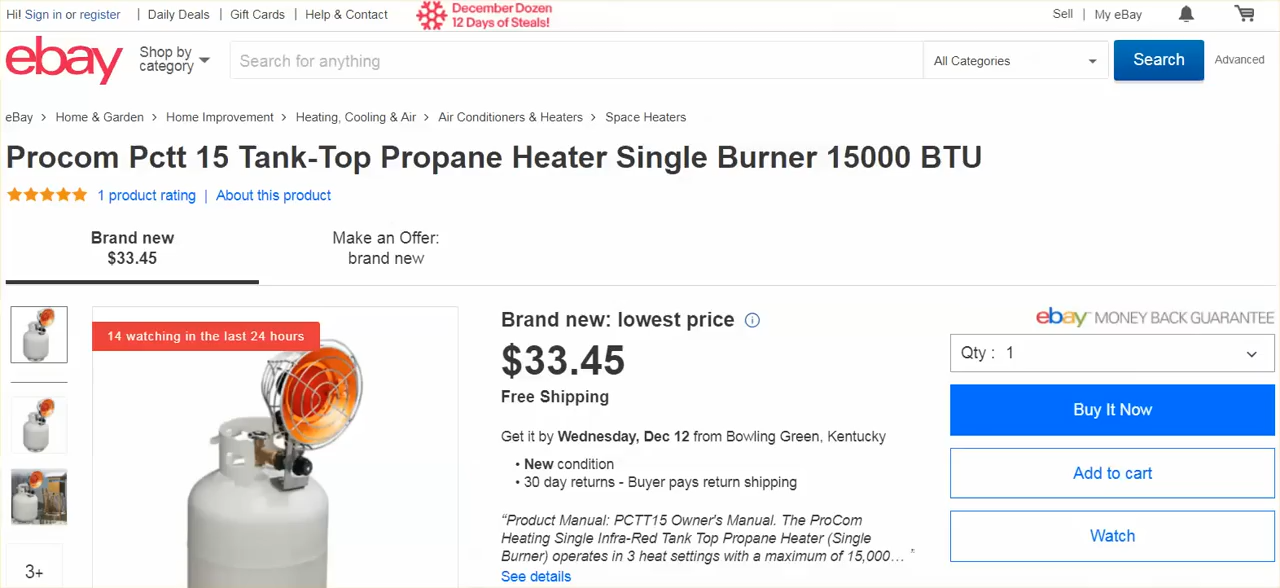 Hi! Sign in or register | Daily Deals | Gift Cards | Help & Contact
December Dozen
12 Days of Steals!
Sell | My eBay
ebay
Shop by
category
Search for anything
All Categories
Search
Advanced
eBay > Home & Garden > Home Improvement > Heating, Cooling & Air > Air Conditioners & Heaters > Space Heaters
Procom Pctt 15 Tank-Top Propane Heater Single Burner 15000 BTU
1 product rating | About this product
Brand new
$33.45
Make an Offer:
brand new
14 watching in the last 24 hours
3+
Brand new: lowest price
$33.45
Free Shipping
Get it by Wednesday, Dec 12 from Bowling Green, Kentucky
• New condition
• 30 day returns - Buyer pays return shipping
“Product Manual: PCTT15 Owner's Manual. The ProCom
Heating Single Infra-Red Tank Top Propane Heater (Single
Burner) operates in 3 heat settings with a maximum of 15,000… ”
See details
ebay™ MONEY BACK GUARANTEE
Qty : 1
Buy It Now
Add to cart
Watch